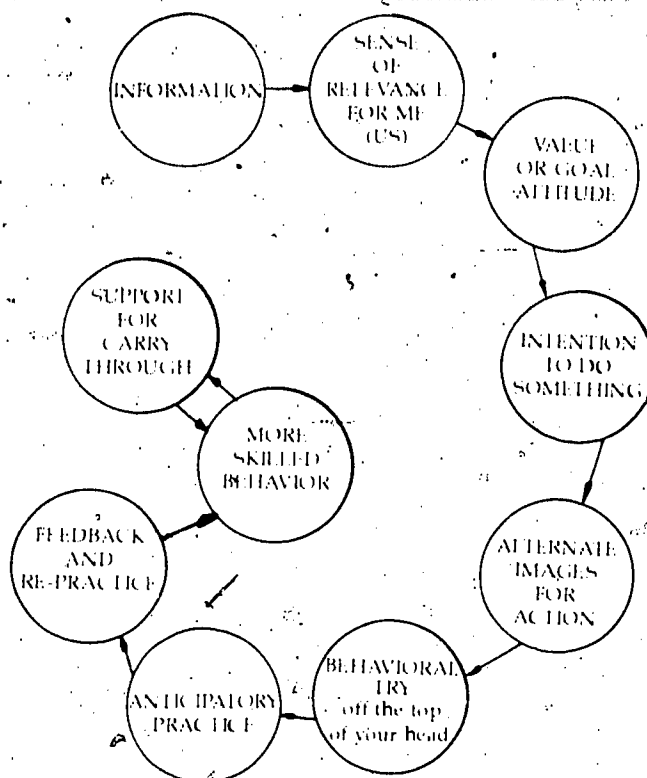 INFORMATION
SENSE
OF
RELEVANCE
FOR ME
(US)
VALUE
OR GOAL
ATTITUDE
INTENTION
TO DO
SOMETHING
ALTERNATE
IMAGES
FOR
ACTION
BEHAVIORAL
TRY
off the top
of your head
ANTICIPATORY
PRACTICE
FEEDBACK
AND
RE-PRACTICE
MORE
SKILLED
BEHAVIOR
SUPPORT
FOR
CARRY
THROUGH